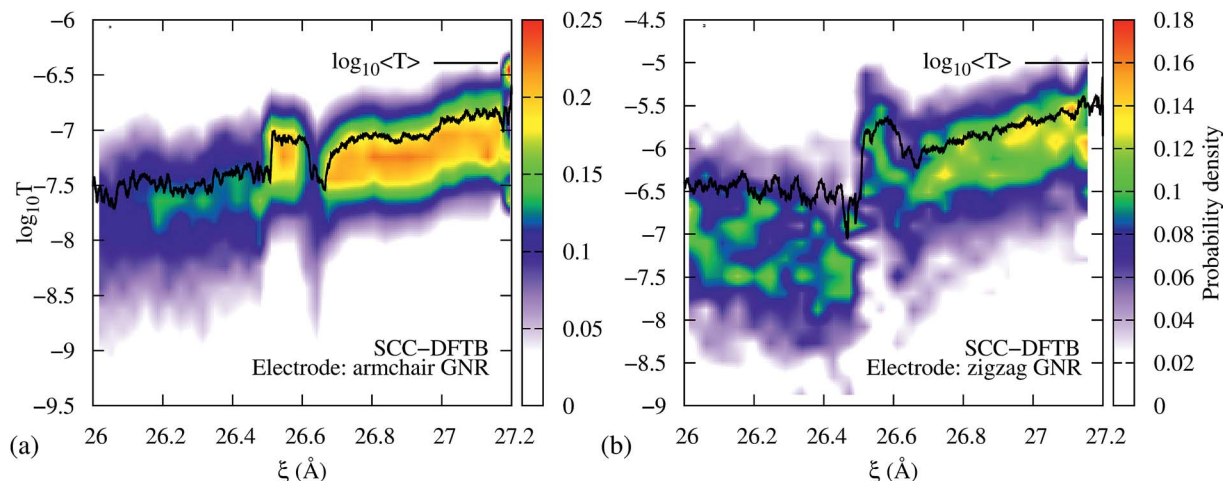 −6
−6.5
−7
−7.5
−8
−8.5
−9
−9.5
log₁₀T
log₁₀<T>
SCC−DFTB
Electrode: armchair GNR
26 26.2 26.4 26.6 26.8 27 27.2
ξ (Å)
(a)
0.25
0.2
0.15
0.1
0.05
0
−4.5
−5
−5.5
−6
−6.5
−7
−7.5
−8
−8.5
−9
log₁₀<T>
SCC−DFTB
Electrode: zigzag GNR
26 26.2 26.4 26.6 26.8 27 27.2
ξ (Å)
(b)
0.18
0.16
0.14
0.12
0.1
0.08
0.06
0.04
0.02
0
Probability density